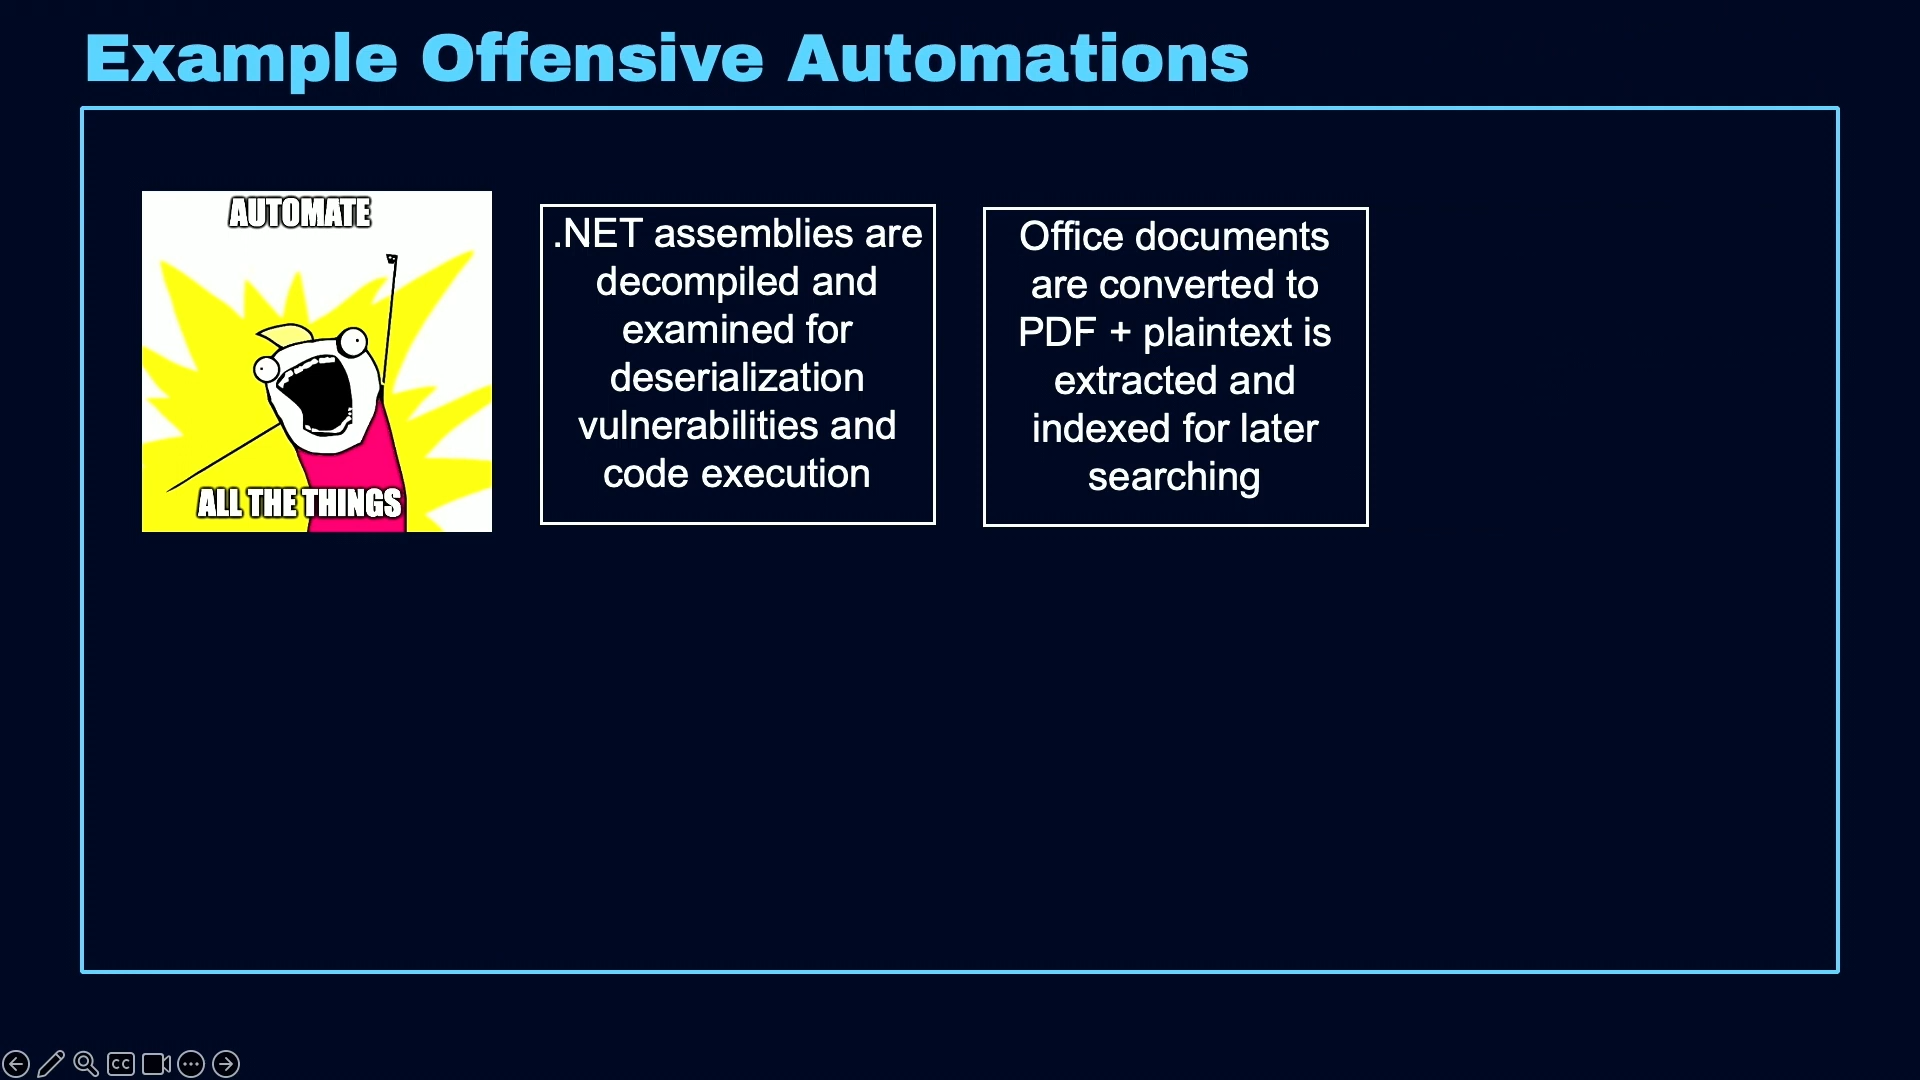 Example Offensive Automations
AUTOMATE
ALL THE THINGS
.NET assemblies are
decompiled and
examined for
deserialization
vulnerabilities and
code execution
Office documents
are converted to
PDF + plaintext is
extracted and
indexed for later
searching
CC